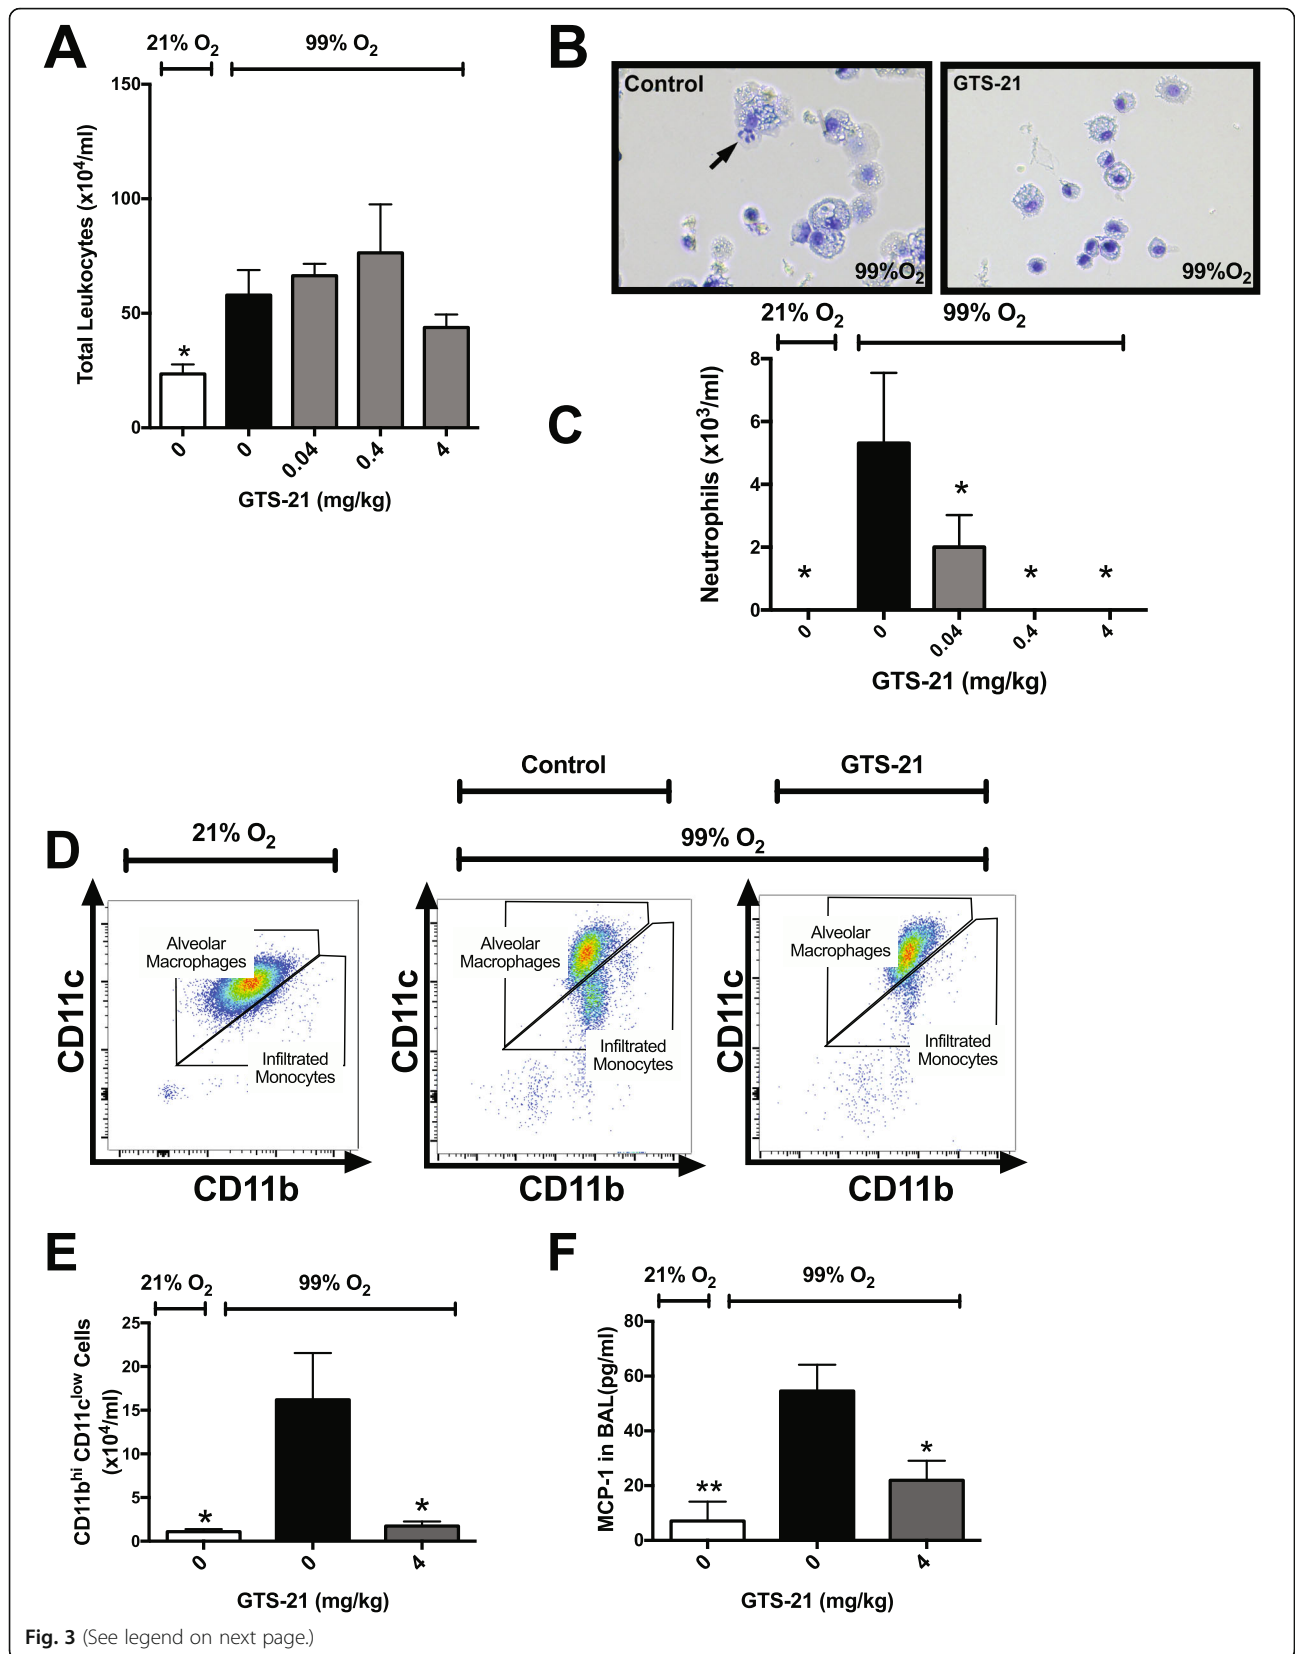 A
21% O2 99% O2
150
100
50
0
Total Leukocytes (x10^4/ml)
*
0 0 0.04 0.4 4
GTS-21 (mg/kg)
B
Control
99%O2
GTS-21
99%O2
C
21% O2 99% O2
8
6
4
2
0
Neutrophils (x10^3/ml)
* * * *
0 0 0.04 0.4 4
GTS-21 (mg/kg)
Control GTS-21
D
21% O2 99% O2
CD11c
Alveolar
Macrophages
Infiltrated
Monocytes
CD11b
CD11c
Alveolar
Macrophages
Infiltrated
Monocytes
CD11b
CD11c
Alveolar
Macrophages
Infiltrated
Monocytes
CD11b
E
21% O2 99% O2
25
20
15
10
5
0
CD11b^hi CD11c^low Cells
(x10^4/ml)
* *
0 0 4
GTS-21 (mg/kg)
F
21% O2 99% O2
80
60
40
20
0
MCP-1 in BAL(pg/ml)
** *
0 0 4
GTS-21 (mg/kg)
Fig. 3 (See legend on next page.)